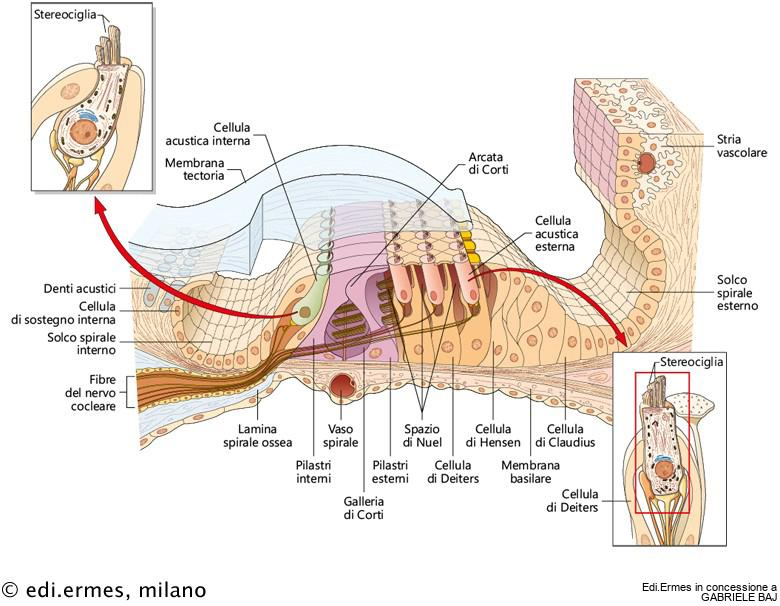 Stereociglia
Cellula
acustica interna
Membrana
tectoria
Arcata
di Corti
Cellula
acustica
esterna
Stria
vascolare
Denti acustici
Cellula
di sostegno interna
Solco spirale
interno
Fibre
del nervo
cocleare
Solco
spirale
esterno
Stereociglia
Lamina
spirale ossea
Vaso
spirale
Spazio
di Nuel
Cellula
di Hensen
Cellula
di Claudius
Pilastri
interni
Pilastri
esterni
Cellula
di Deiters
Membrana
basilare
Galleria
di Corti
Cellula
di Deiters
© edi.ermes, milano
Edi.Ermes in concessione a
GABRIELE BAJ